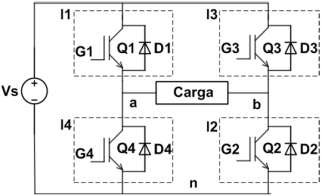 I1
I3
G1
Q1
D1
G3
Q3
D3
Vs
+
−
a
Carga
b
I4
I2
G4
Q4
D4
G2
Q2
D2
n